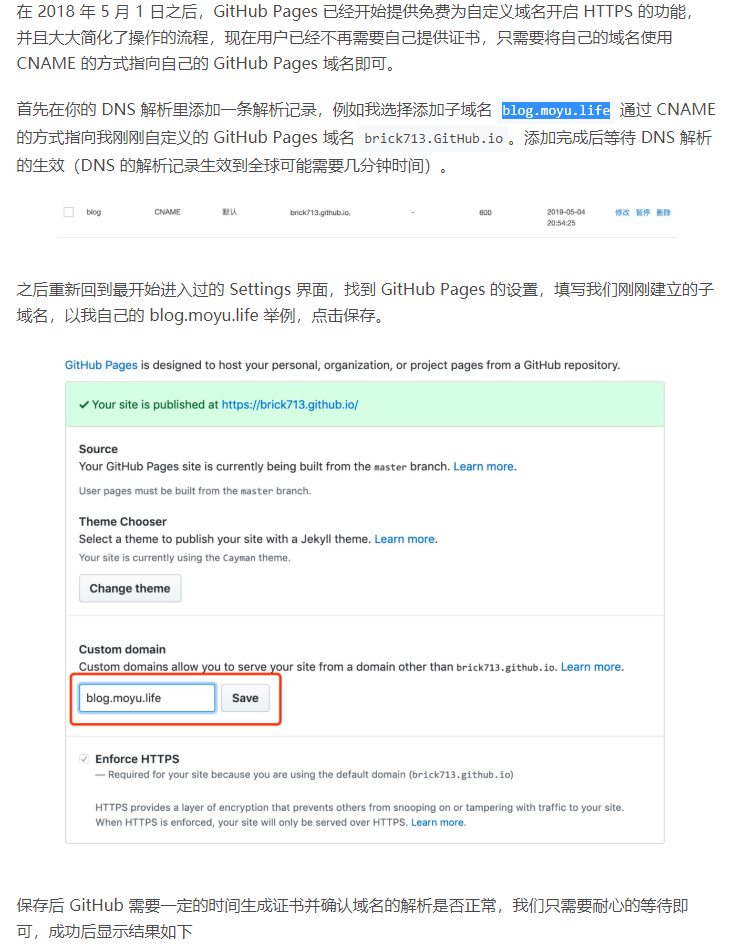 在 2018 年 5 月 1 日之后，GitHub Pages 已经开始提供免费为自定义域名开启 HTTPS 的功能，
并且大大简化了操作的流程，现在用户已经不再需要自己提供证书，只需要将自己的域名使用
CNAME 的方式指向自己的 GitHub Pages 域名即可。
首先在你的 DNS 解析里添加一条解析记录，例如我选择添加子域名 blog.moyu.life 通过 CNAME
的方式指向我刚刚自定义的 GitHub Pages 域名 brick713.GitHub.io 。添加完成后等待 DNS 解析
的生效（DNS 的解析记录生效到全球可能需要几分钟时间）。
blog CNAME 默认 brick713.github.io. - 600 2019-05-04 修改 暂停 删除
20:54:25
之后重新回到最开始进入过的 Settings 界面，找到 GitHub Pages 的设置，填写我们刚刚建立的子
域名，以我自己的 blog.moyu.life 举例，点击保存。
GitHub Pages is designed to host your personal, organization, or project pages from a GitHub repository.
✓ Your site is published at https://brick713.github.io/
Source
Your GitHub Pages site is currently being built from the master branch. Learn more.
User pages must be built from the master branch.
Theme Chooser
Select a theme to publish your site with a Jekyll theme. Learn more.
Your site is currently using the Cayman theme.
Change theme
Custom domain
Custom domains allow you to serve your site from a domain other than brick713.github.io. Learn more.
blog.moyu.life Save
Enforce HTTPS
— Required for your site because you are using the default domain (brick713.github.io)
HTTPS provides a layer of encryption that prevents others from snooping on or tampering with traffic to your site.
When HTTPS is enforced, your site will only be served over HTTPS. Learn more.
保存后 GitHub 需要一定的时间生成证书并确认域名的解析是否正常，我们只需要耐心的等待即
可，成功后显示结果如下